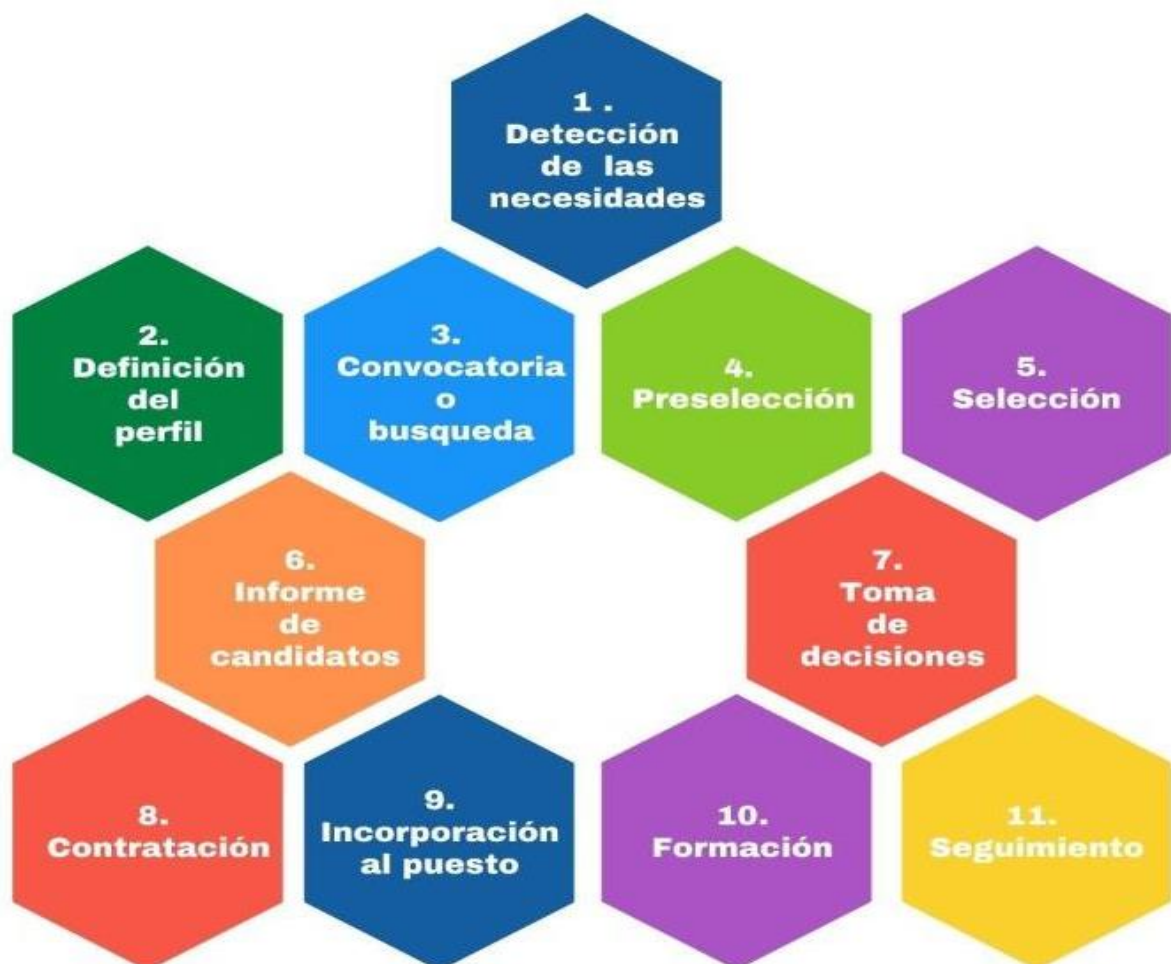 1 .
Detección
de las
necesidades
2.
Definición
del
perfil
3.
Convocatoria
o
busqueda
4.
Preselección
5.
Selección
6.
Informe
de
candidatos
7.
Toma
de
decisiones
8.
Contratación
9.
Incorporación
al puesto
10.
Formación
11.
Seguimiento